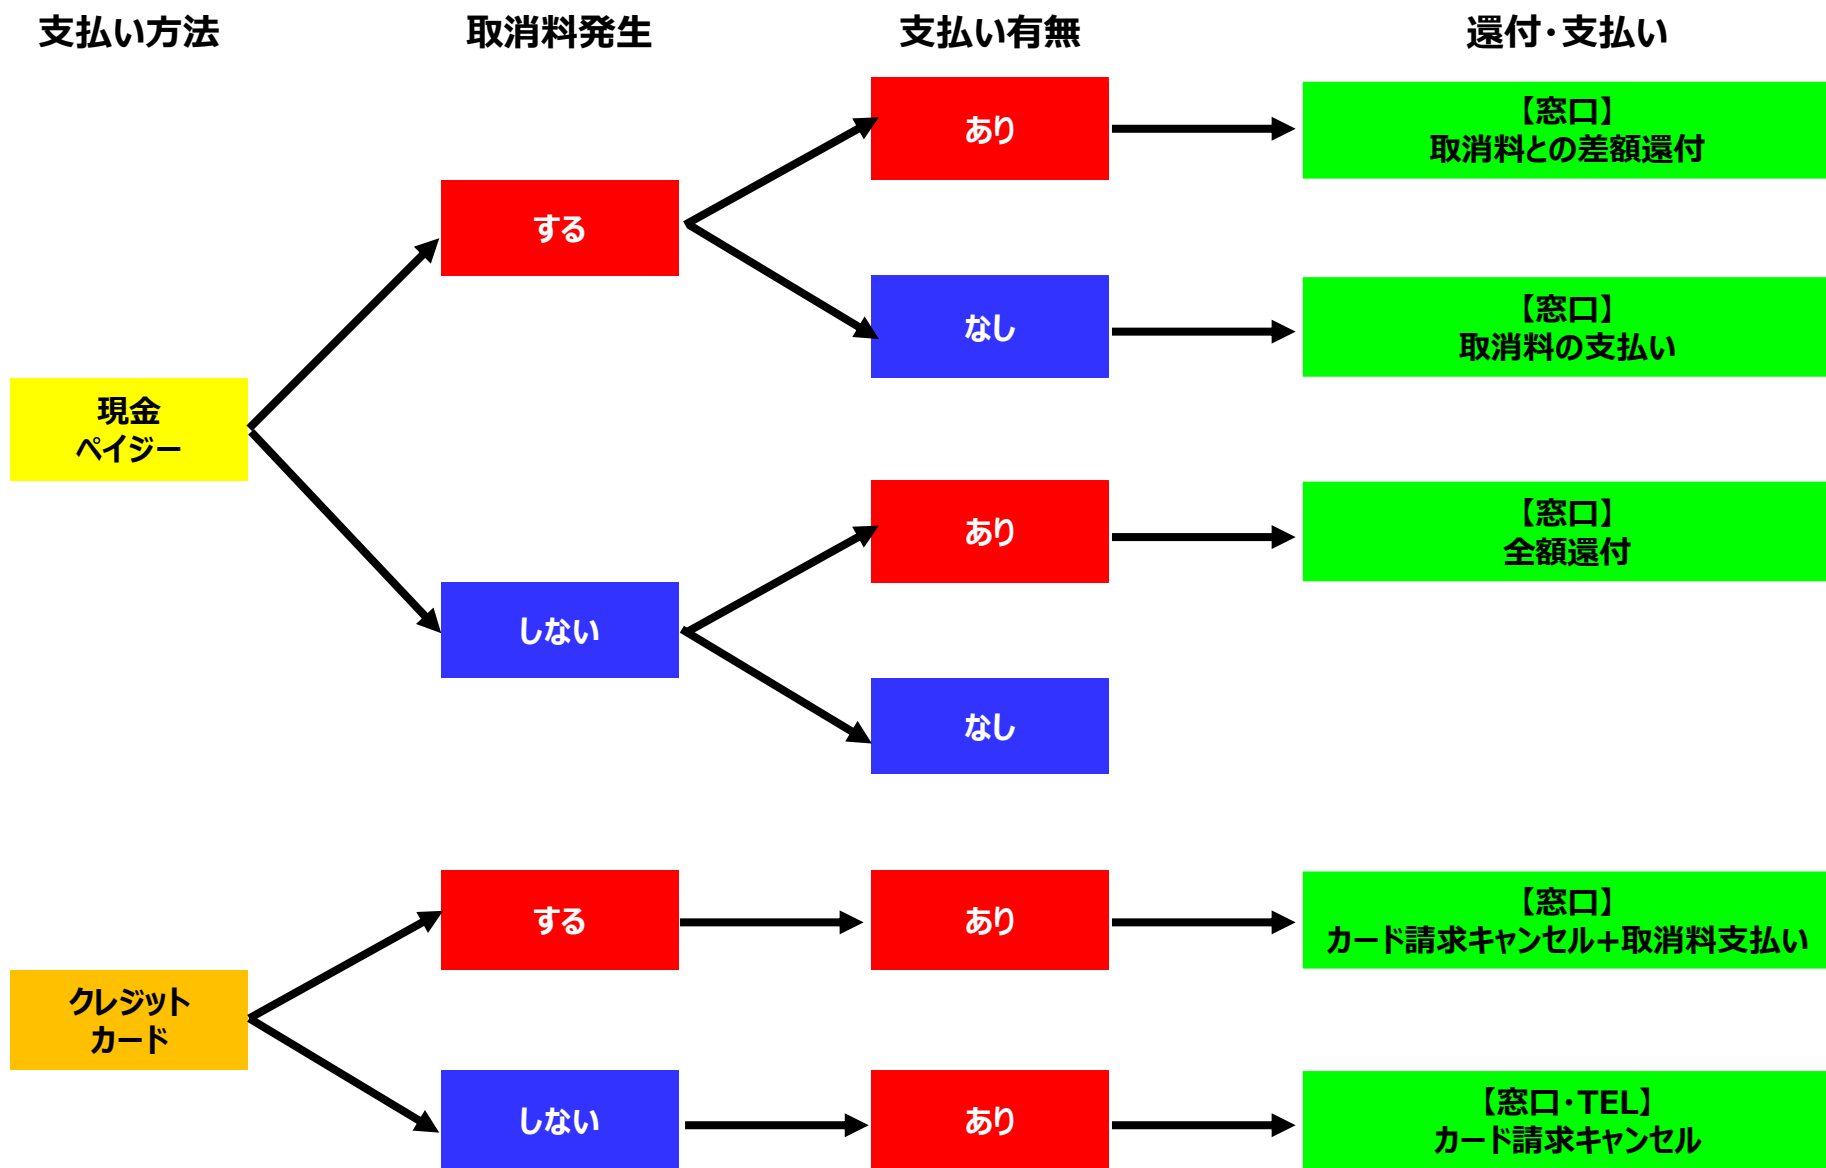 支払い方法
取消料発生
支払い有無
還付・支払い
あり
【窓口】
取消料との差額還付
する
なし
【窓口】
取消料の支払い
現金
ペイジー
あり
【窓口】
全額還付
しない
なし
する
あり
【窓口】
カード請求キャンセル+取消料支払い
クレジット
カード
しない
あり
【窓口・TEL】
カード請求キャンセル